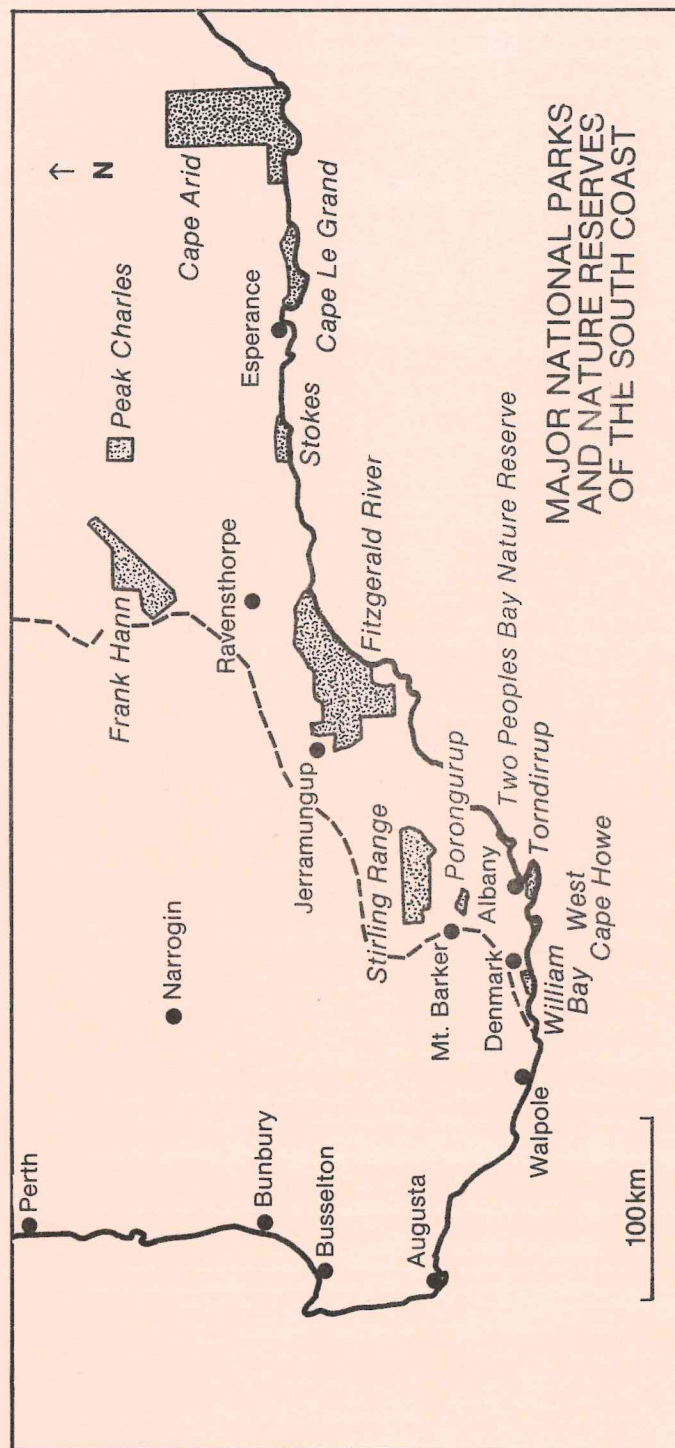 Perth
Bunbury
Busselton
Augusta
Narrogin
Walpole
Denmark
Mt. Barker
Albany
William
Bay
West
Cape Howe
Torndirrup
Two Peoples Bay Nature Reserve
Porongurup
Stirling Range
Jerramungup
Fitzgerald River
Ravensthorpe
Frank Hann
Peak Charles
Stokes
Esperance
Cape Le Grand
Cape Arid
N
100km
MAJOR NATIONAL PARKS
AND NATURE RESERVES
OF THE SOUTH COAST